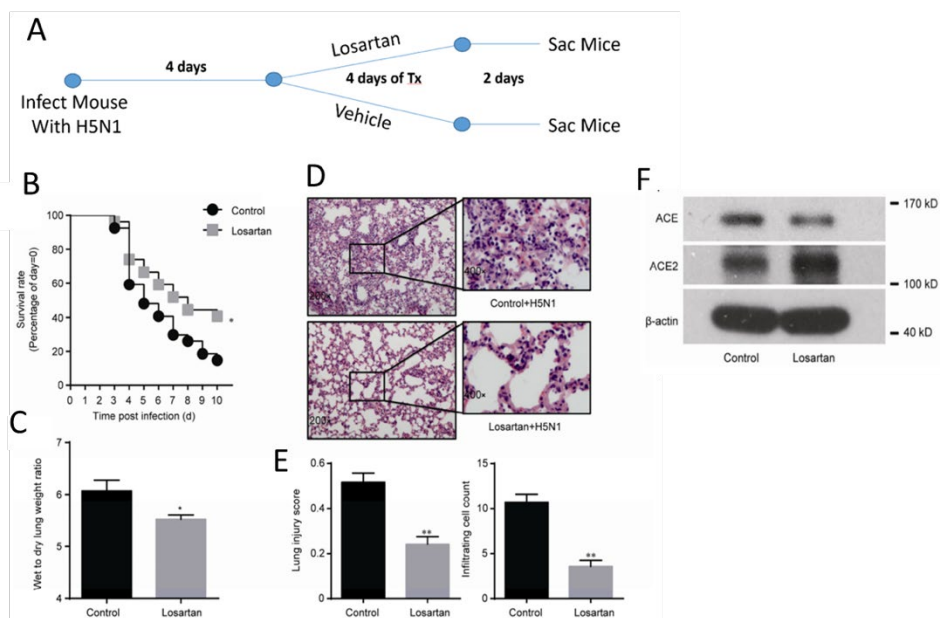 A
Infect Mouse
With H5N1
4 days
Losartan
4 days of Tx
Vehicle
2 days
Sac Mice
Sac Mice
B
Survival rate
(Percentage of day=0)
100
80
60
40
20
0
0 1 2 3 4 5 6 7 8 9 10
Time post infection (d)
Control
Losartan
*
C
Wet to dry lung weight ratio
7
6
5
4
*
Control Losartan
D
200×
400×
Control+H5N1
200×
400×
Losartan+H5N1
E
Lung injury score
0.6
0.4
0.2
0
**
Control Losartan
Infiltrating cell count
15
10
5
0
**
Control Losartan
F
ACE
170 kD
ACE2
100 kD
β-actin
40 kD
Control Losartan